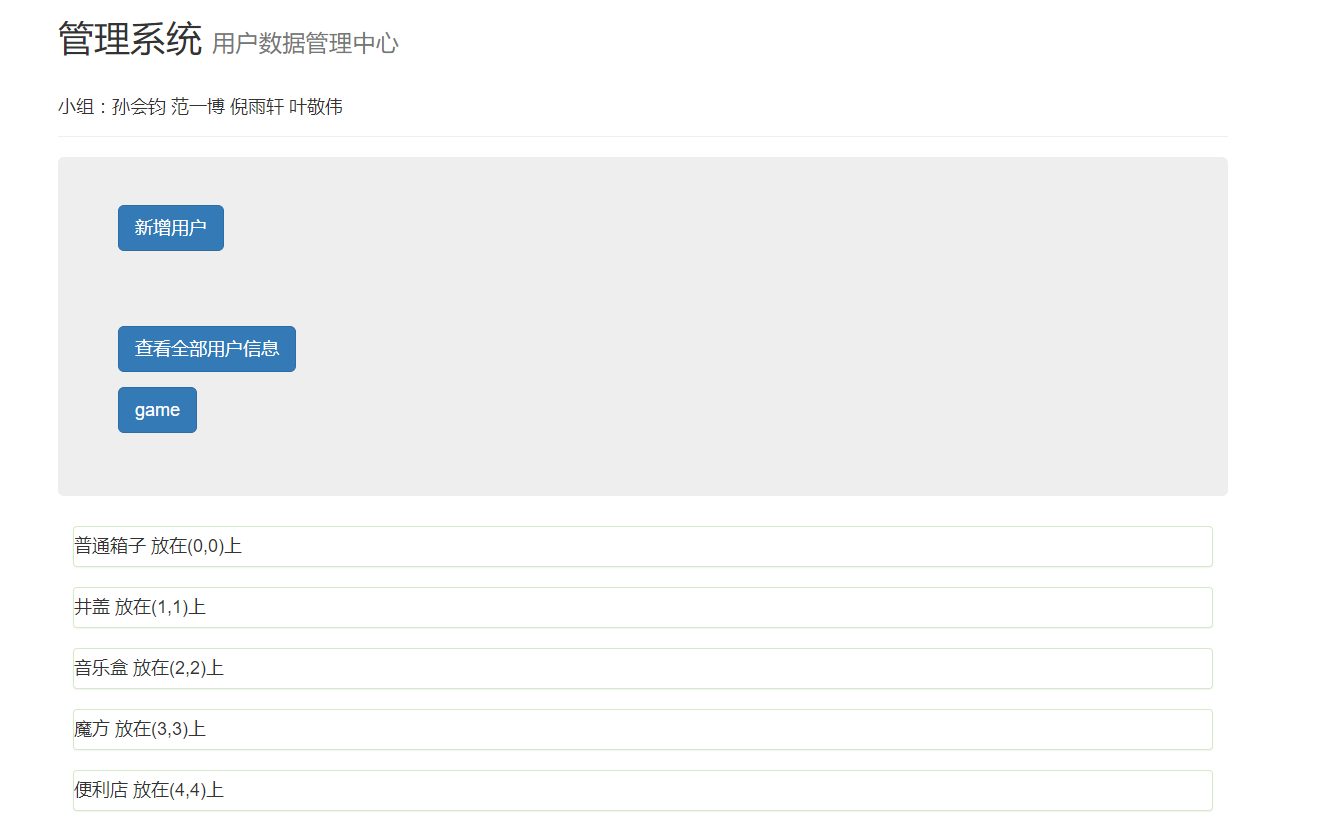 管理系统 用户数据管理中心
小组：孙会钧 范一博 倪雨轩 叶敬伟
新增用户
查看全部用户信息
game
普通箱子 放在(0,0)上
井盖 放在(1,1)上
音乐盒 放在(2,2)上
魔方 放在(3,3)上
便利店 放在(4,4)上